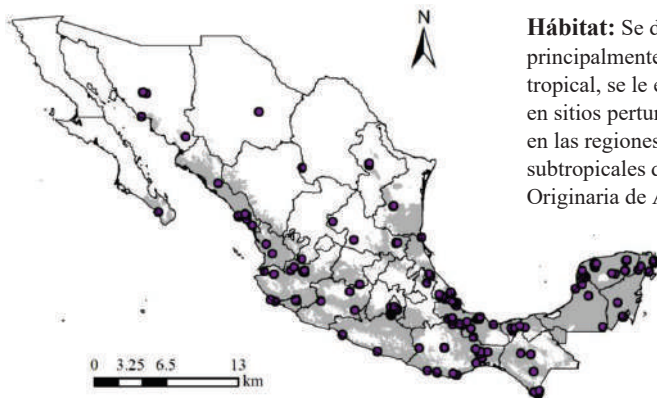 N
Hábitat: Se d
principalmente
tropical, se le e
en sitios pertur
en las regiones
subtropicales d
Originaria de A
0 3.25 6.5 13
km